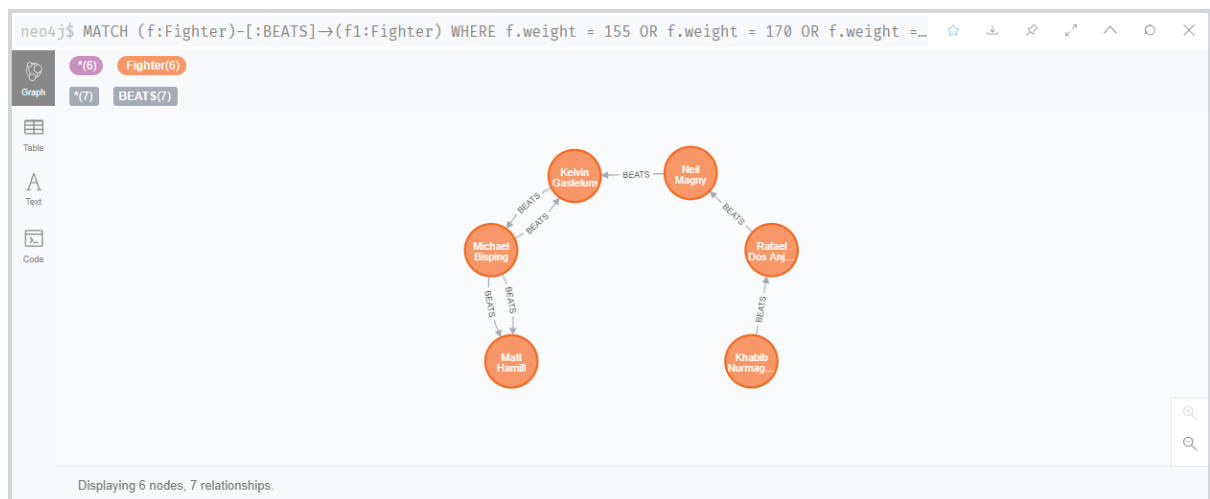 neo4j$ MATCH (f:Fighter)-[:BEATS]→(f1:Fighter) WHERE f.weight = 155 OR f.weight = 170 OR f.weight =…
Graph
*(6) Fighter(6)
*(7) BEATS(7)
Table
A
Text
Code
Kelvin
Gastelum
BEATS
Neil
Magny
BEATS
BEATS
BEATS
Michael
Bisping
Rafael
Dos Anj…
BEATS
BEATS
BEATS
Matt
Hamill
Khabib
Nurmag…
Displaying 6 nodes, 7 relationships.